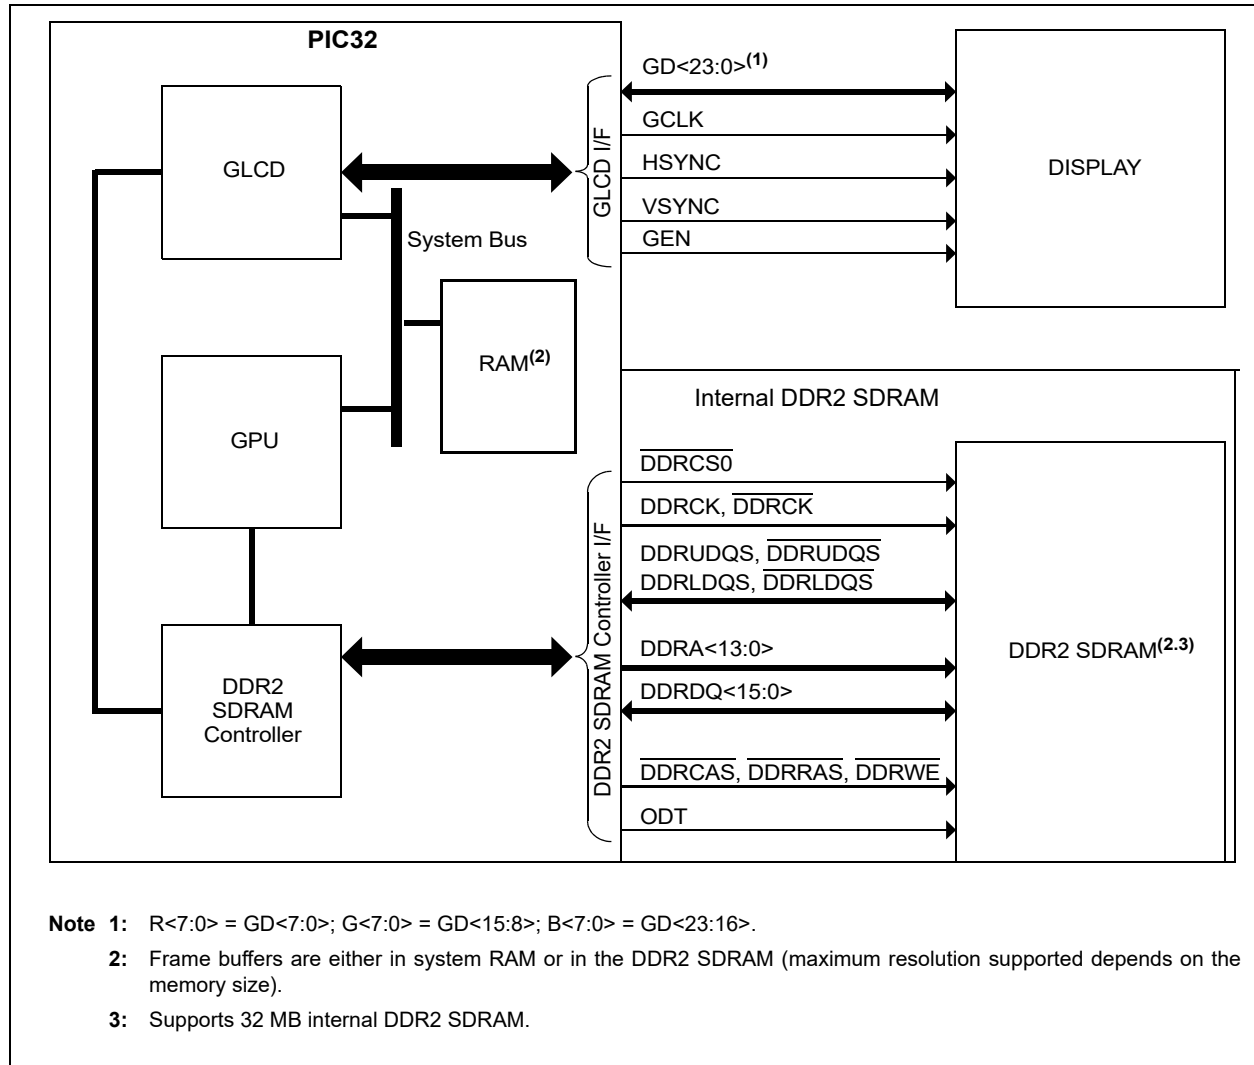 PIC32
GLCD
GPU
DDR2
SDRAM
Controller
System Bus
RAM(2)
GLCD I/F
GD<23:0>(1)
GCLK
HSYNC
VSYNC
GEN
DISPLAY
Internal DDR2 SDRAM
DDR2 SDRAM Controller I/F
DDRCS0
DDRCK, DDRCK
DDRUDQS, DDRUDQS
DDRLDQS, DDRLDQS
DDRA<13:0>
DDRDQ<15:0>
DDRCAS, DDRRAS, DDRWE
ODT
DDR2 SDRAM(2.3)
Note 1: R<7:0> = GD<7:0>; G<7:0> = GD<15:8>; B<7:0> = GD<23:16>.
2: Frame buffers are either in system RAM or in the DDR2 SDRAM (maximum resolution supported depends on the
memory size).
3: Supports 32 MB internal DDR2 SDRAM.